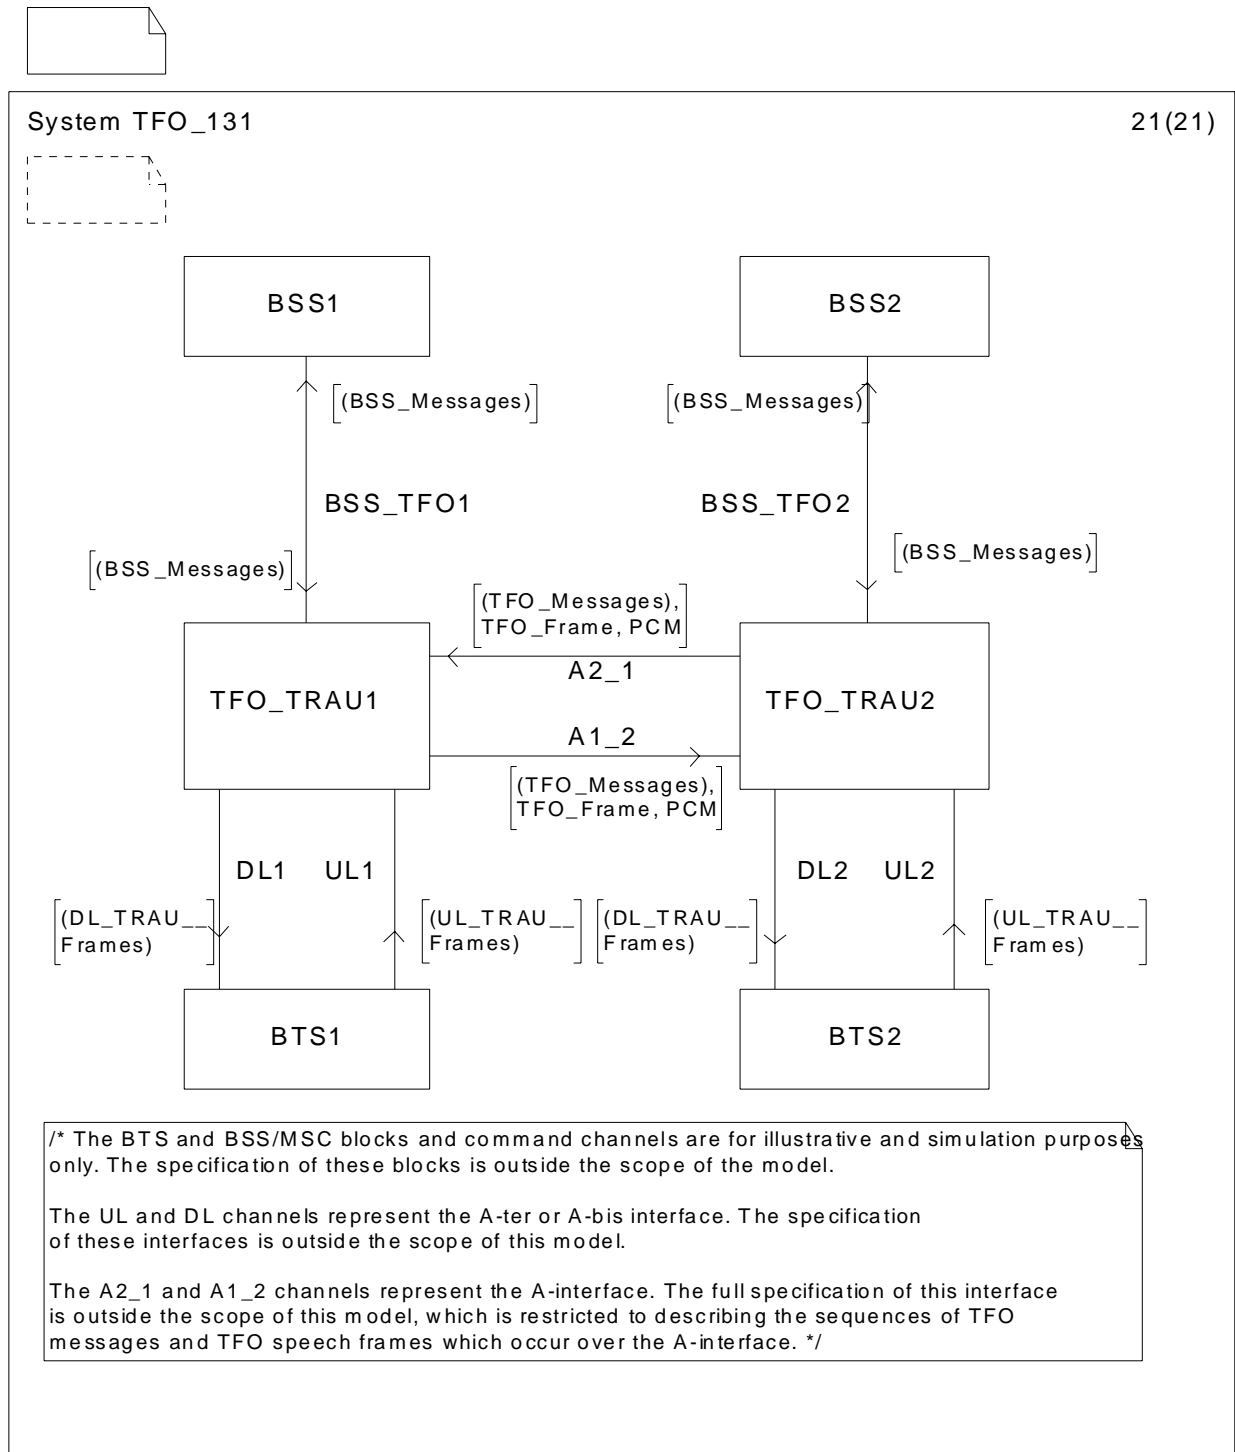 System TFO_131
21(21)
BSS1
BSS2
(BSS_Messages)
(BSS_Messages)
BSS_TFO1
BSS_TFO2
(BSS_Messages)
(BSS_Messages)
(TFO_Messages),
TFO_Frame, PCM
A2_1
TFO_TRAU1
TFO_TRAU2
A1_2
(TFO_Messages),
TFO_Frame, PCM
DL1
UL1
DL2
UL2
(DL_TRAU__
Frames)
(UL_TRAU__
Frames)
(DL_TRAU__
Frames)
(UL_TRAU__
Frames)
BTS1
BTS2
/* The BTS and BSS/MSC blocks and command channels are for illustrative and simulation purposes
only. The specification of these blocks is outside the scope of the model.
The UL and DL channels represent the A-ter or A-bis interface. The specification
of these interfaces is outside the scope of this model.
The A2_1 and A1_2 channels represent the A-interface. The full specification of this interface
is outside the scope of this model, which is restricted to describing the sequences of TFO
messages and TFO speech frames which occur over the A-interface. */